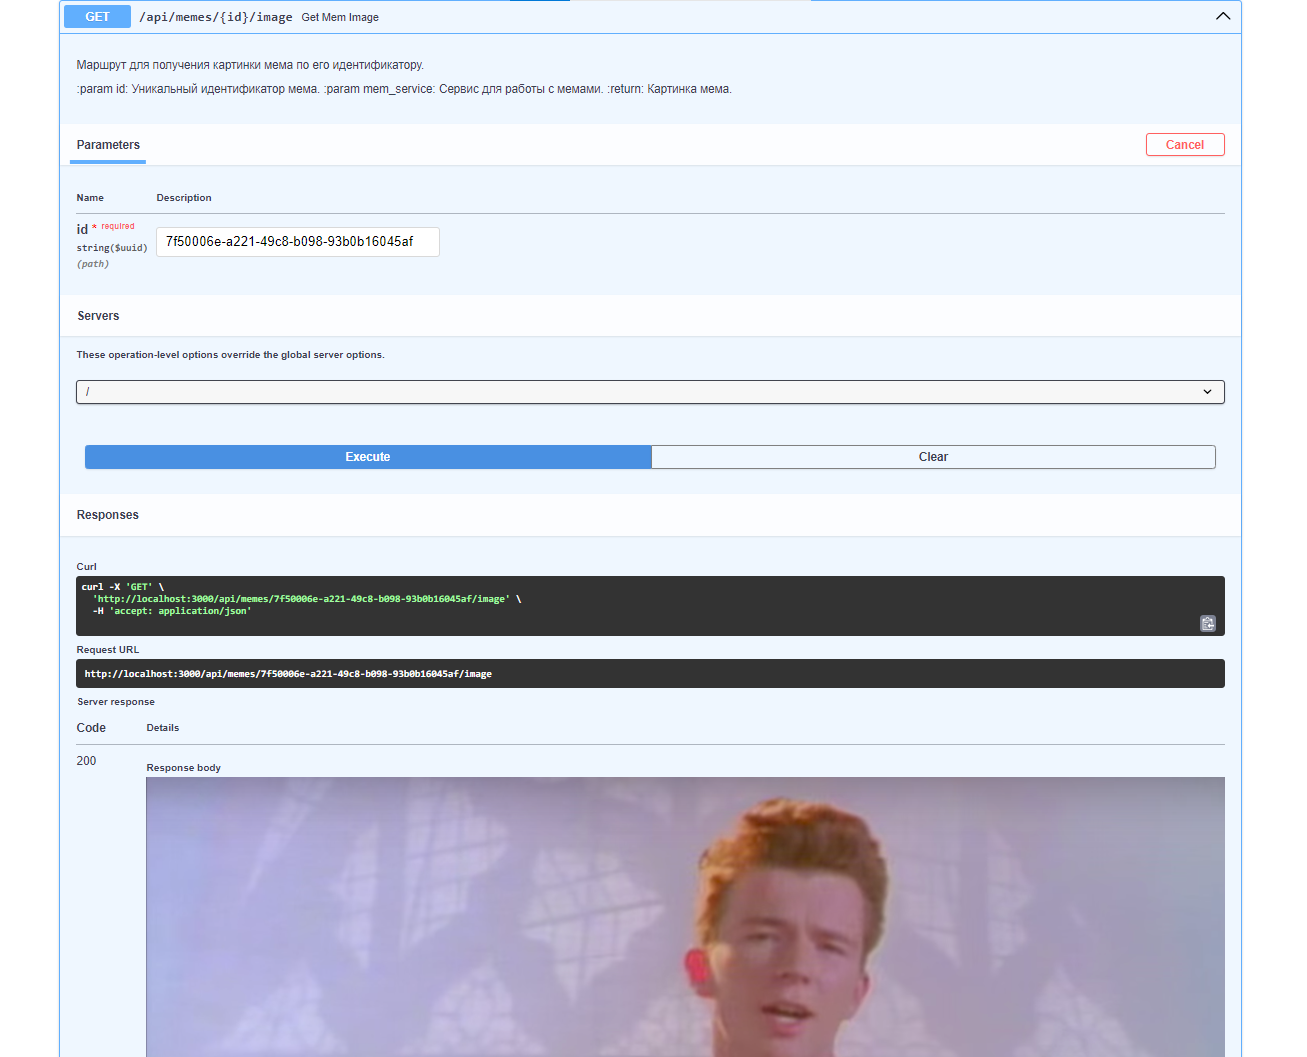 GET /api/memes/{id}/image Get Mem Image
Маршрут для получения картинки мема по его идентификатору.
:param id: Уникальный идентификатор мема. :param mem_service: Сервис для работы с мемами. :return: Картинка мема.
Parameters
Cancel
Name Description
id * required
string($uuid)
(path)
7f50006e-a221-49c8-b098-93b0b16045af
Servers
These operation-level options override the global server options.
/
Execute Clear
Responses
Curl
curl -X 'GET' \
'http://localhost:3000/api/memes/7f50006e-a221-49c8-b098-93b0b16045af/image' \
-H 'accept: application/json'
Request URL
http://localhost:3000/api/memes/7f50006e-a221-49c8-b098-93b0b16045af/image
Server response
Code Details
200
Response body